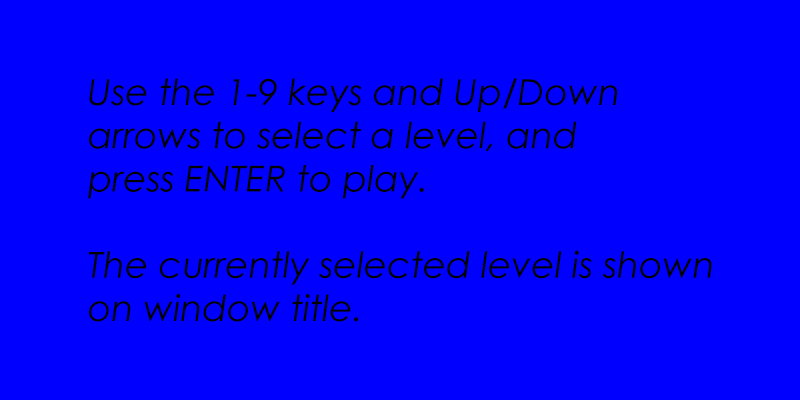 Use the 1-9 keys and Up/Down
arrows to select a level, and
press ENTER to play.
The currently selected level is shown
on window title.